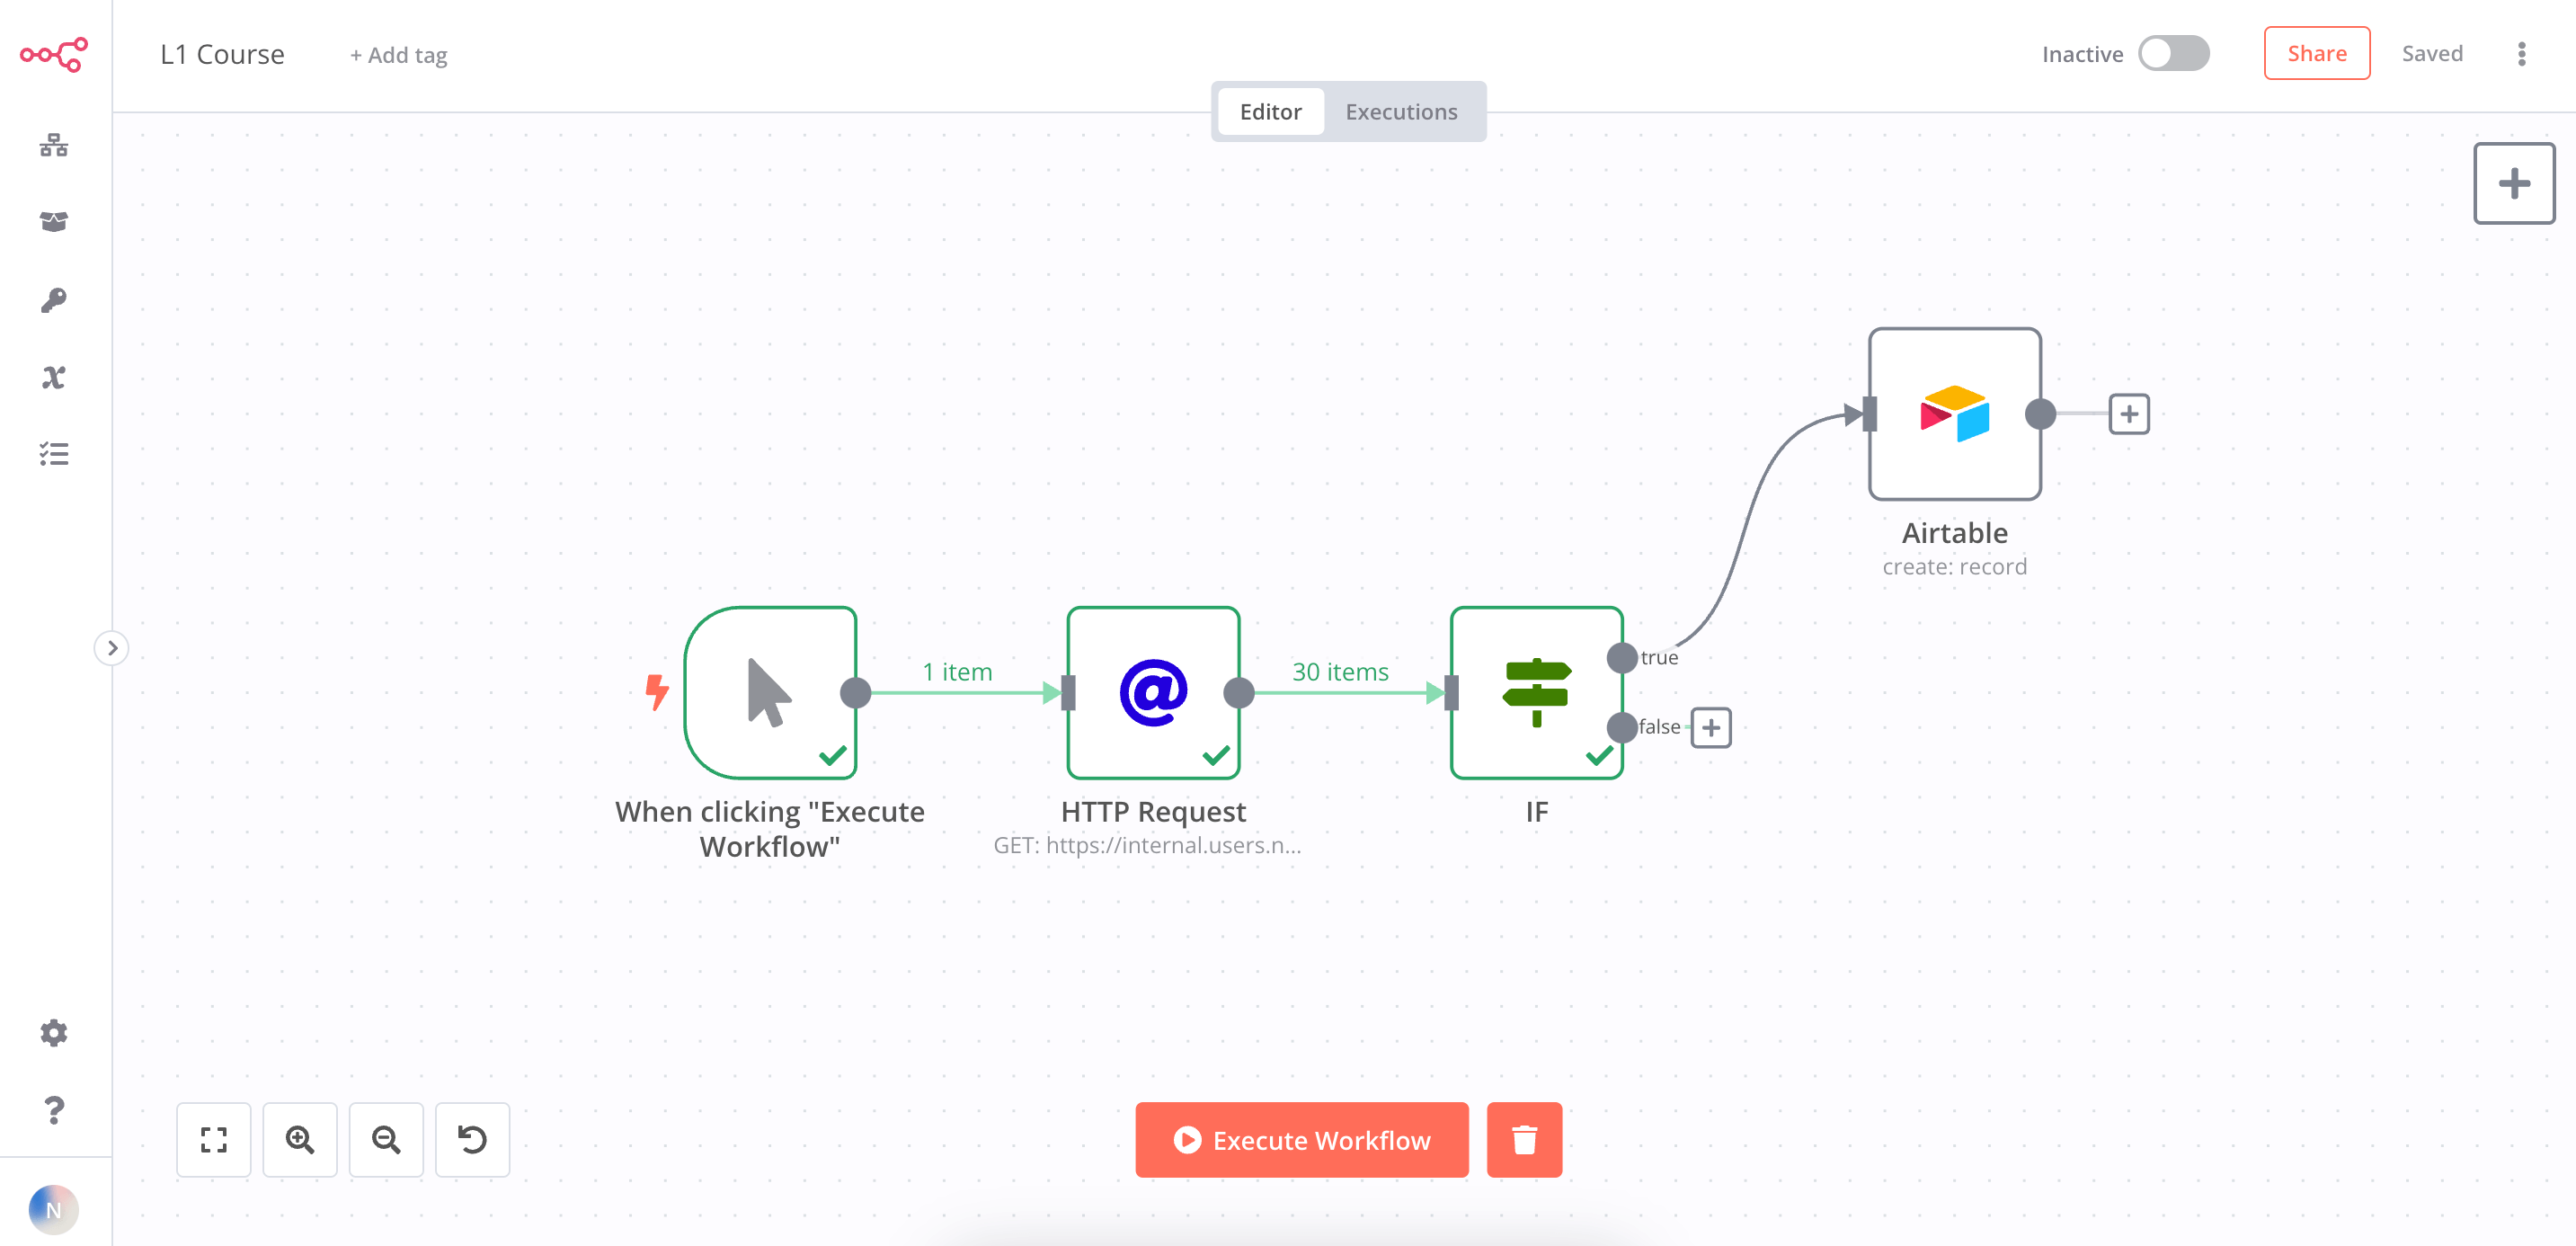 L1 Course
+ Add tag
Inactive
Share
Saved
Editor
Executions
Airtable
create: record
1 item
30 items
true
false
When clicking "Execute
Workflow"
HTTP Request
GET: https://internal.users.n...
IF
Execute Workflow
N